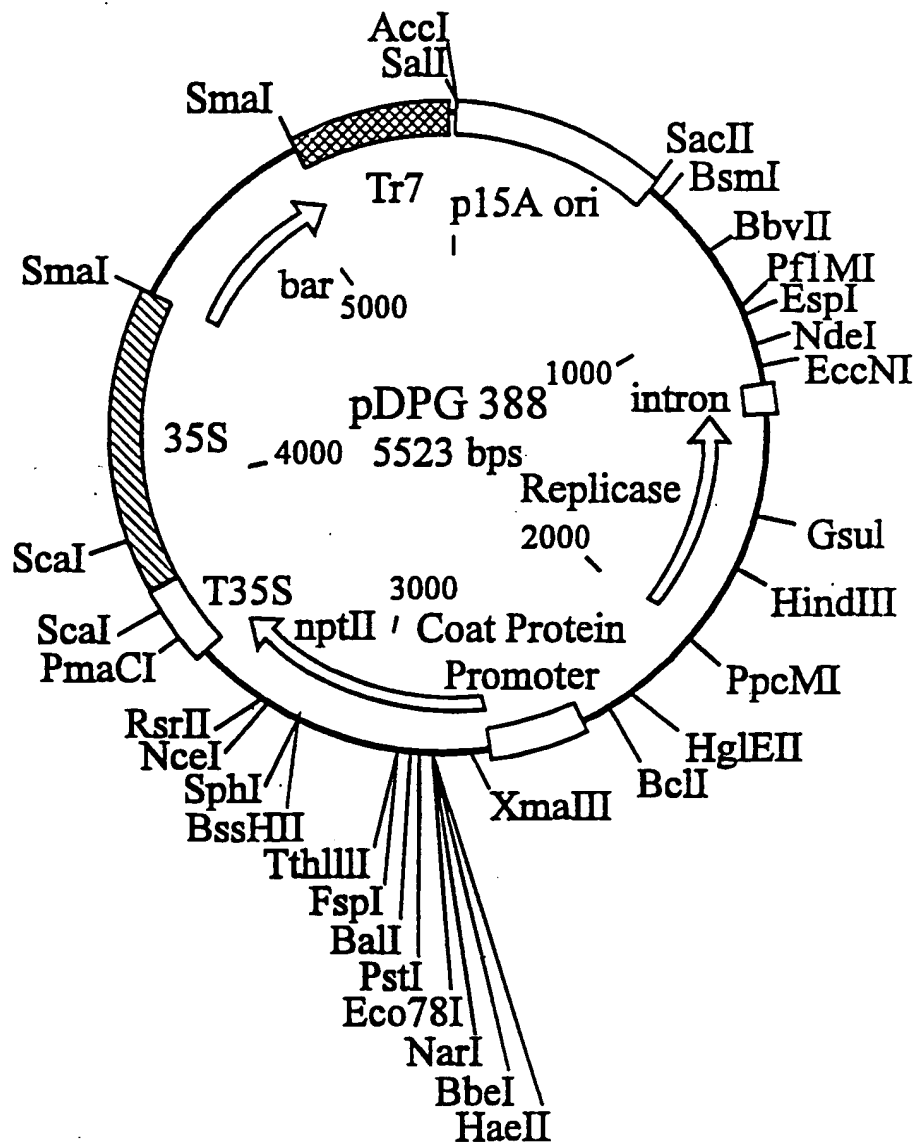 AccI
SalI
SmaI
Tr7
p15A ori
SacII
BsmI
BbvII
Pf1MI
EspI
NdeI
EccNI
SmaI
bar
5000
1000
intron
pDPG 388
5523 bps
35S
4000
Replicase
2000
GsuI
HindIII
ScaI
T35S
3000
nptII
Coat Protein
Promoter
ScaI
PmaCI
PpcMI
HglEII
BclI
XmaIII
RsrII
NceI
SphI
BssHII
TthlllI
FspI
BalI
PstI
Eco78I
NarI
BbeI
HaeII